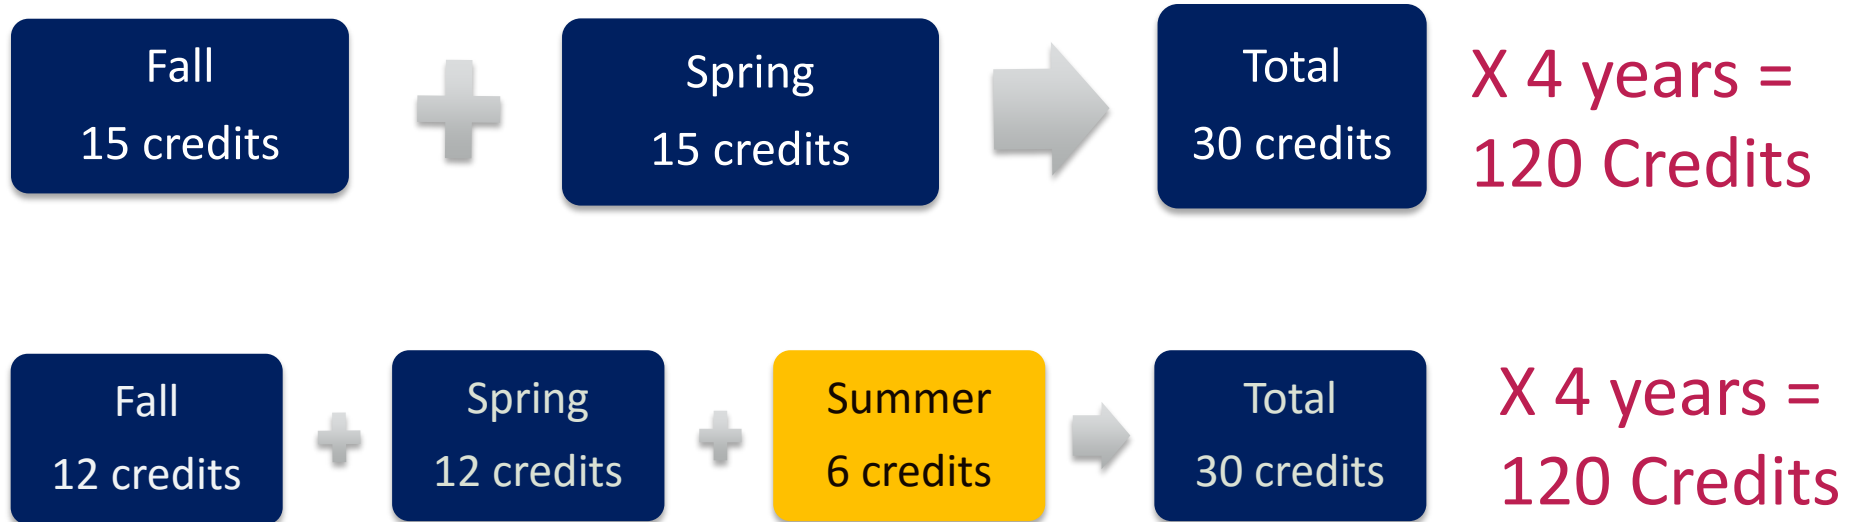 Fall
15 credits
Spring
15 credits
Total
30 credits
X 4 years =
120 Credits
Fall
12 credits
Spring
12 credits
Summer
6 credits
Total
30 credits
X 4 years =
120 Credits